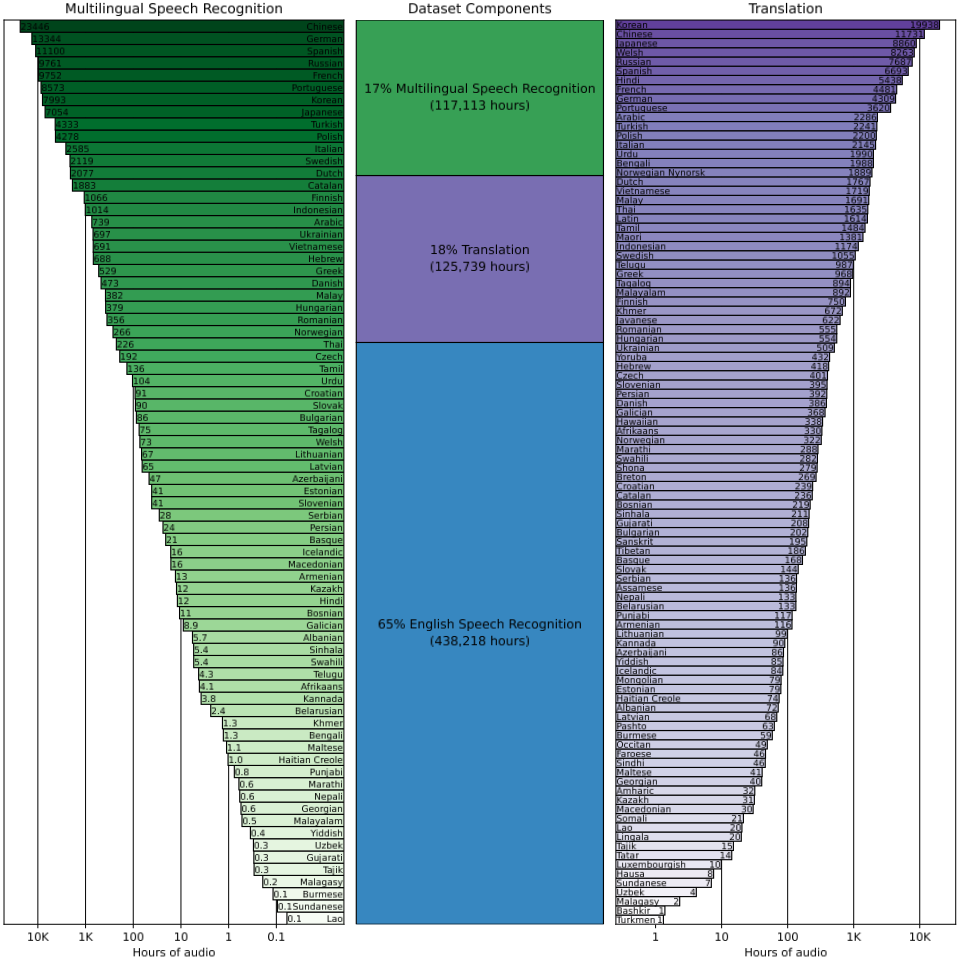 Multilingual Speech Recognition
23446 Chinese
13344 German
11100 Spanish
9761 Russian
9752 French
8573 Portuguese
7993 Korean
7054 Japanese
4333 Turkish
4278 Polish
2585 Italian
2119 Swedish
2077 Dutch
1883 Catalan
1066 Finnish
1014 Indonesian
739 Arabic
697 Ukrainian
691 Vietnamese
688 Hebrew
529 Greek
473 Danish
382 Malay
379 Hungarian
356 Romanian
266 Norwegian
226 Thai
192 Czech
136 Tamil
104 Urdu
91 Croatian
90 Slovak
86 Bulgarian
75 Tagalog
73 Welsh
67 Lithuanian
65 Latvian
47 Azerbaijani
41 Estonian
41 Slovenian
28 Serbian
24 Persian
21 Basque
16 Icelandic
16 Macedonian
13 Armenian
12 Kazakh
12 Hindi
11 Bosnian
8.9 Galician
5.7 Albanian
5.4 Sinhala
5.4 Swahili
4.3 Telugu
4.1 Afrikaans
3.8 Kannada
2.4 Belarusian
1.3 Khmer
1.3 Bengali
1.1 Maltese
1.0 Haitian Creole
0.8 Punjabi
0.6 Marathi
0.6 Nepali
0.6 Georgian
0.5 Malayalam
0.4 Yiddish
0.3 Uzbek
0.3 Gujarati
0.3 Tajik
0.2 Malagasy
0.1 Burmese
0.1 Sundanese
0.1 Lao
10K 1K 100 10 1 0.1
Hours of audio
Dataset Components
17% Multilingual Speech Recognition
(117,113 hours)
18% Translation
(125,739 hours)
65% English Speech Recognition
(438,218 hours)
Translation
Korean 19938
Chinese 11731
Japanese 8860
Welsh 8263
Russian 7687
Spanish 6693
Hindi 5438
French 4481
German 4309
Portuguese 3620
Arabic 2286
Turkish 2241
Polish 2200
Italian 2145
Urdu 1990
Bengali 1988
Norwegian Nynorsk 1889
Dutch 1767
Vietnamese 1719
Malay 1691
Thai 1635
Latin 1614
Tamil 1484
Maori 1381
Indonesian 1174
Swedish 1055
Telugu 987
Greek 968
Tagalog 894
Malayalam 892
Finnish 750
Khmer 672
Javanese 622
Romanian 555
Hungarian 554
Ukrainian 509
Yoruba 432
Hebrew 418
Czech 401
Slovenian 395
Persian 392
Danish 386
Galician 368
Hawaiian 338
Afrikaans 330
Norwegian 322
Marathi 288
Swahili 282
Shona 279
Breton 269
Croatian 239
Catalan 236
Bosnian 219
Sinhala 211
Gujarati 208
Bulgarian 202
Sanskrit 195
Tibetan 186
Basque 168
Slovak 144
Serbian 136
Assamese 136
Nepali 133
Belarusian 133
Punjabi 117
Armenian 116
Lithuanian 99
Kannada 90
Azerbaijani 86
Yiddish 85
Icelandic 84
Mongolian 79
Estonian 79
Haitian Creole 74
Albanian 72
Latvian 68
Pashto 63
Burmese 59
Occitan 49
Faroese 46
Sindhi 46
Maltese 41
Georgian 40
Amharic 32
Kazakh 31
Macedonian 30
Somali 21
Lao 20
Lingala 20
Tajik 15
Tatar 14
Luxembourgish 10
Hausa 8
Sundanese 7
Uzbek 4
Malagasy 2
Bashkir 1
Turkmen 1
1 10 100 1K 10K
Hours of audio